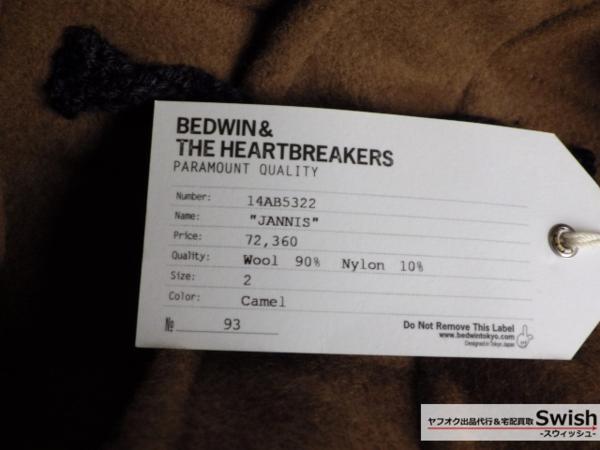 BEDWIN &
THE HEARTBREAKERS
PARAMOUNT QUALITY
Number: 14AB5322
Name: "JANNIS"
Price: 72,360
Quality: Wool 90% Nylon 10%
Size: 2
Color: Camel
№ 93
Do Not Remove This Label
www.bedwintokyo.com
Designed in Tokyo, Japan
ヤフオク出品代行&宅配買取 Swish
-スウィッシュ-